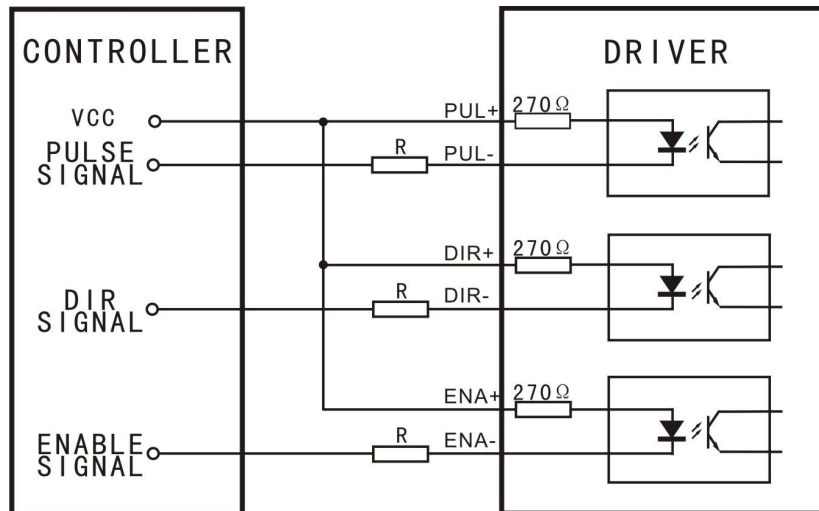 CONTROLLER
DRIVER
VCC
PUL+
270Ω
PULSE
SIGNAL
R
PUL-
DIR+
270Ω
DIR
SIGNAL
R
DIR-
ENA+
270Ω
ENABLE
SIGNAL
R
ENA-